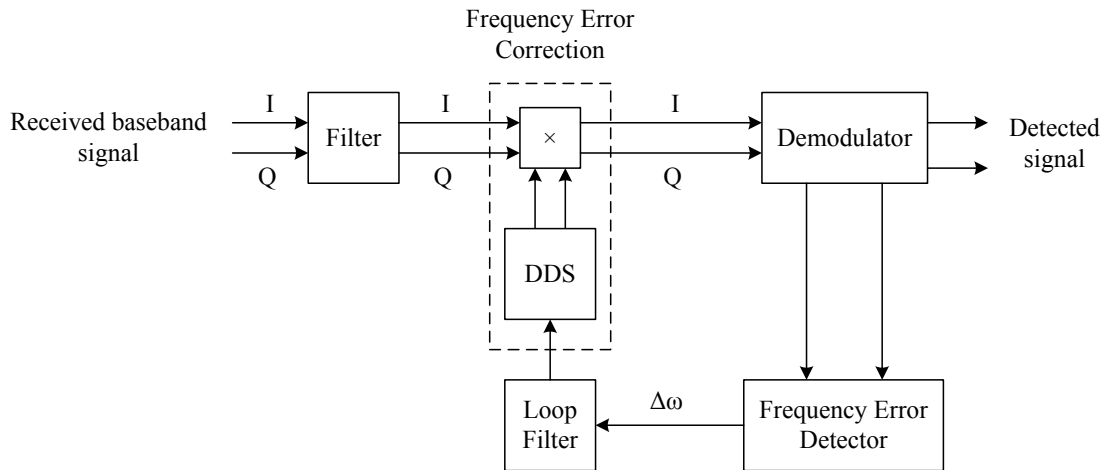 Frequency Error
Correction
Received baseband
signal
I
Q
Filter
I
Q
×
I
Q
Demodulator
Detected
signal
DDS
Loop
Filter
Δω
Frequency Error
Detector